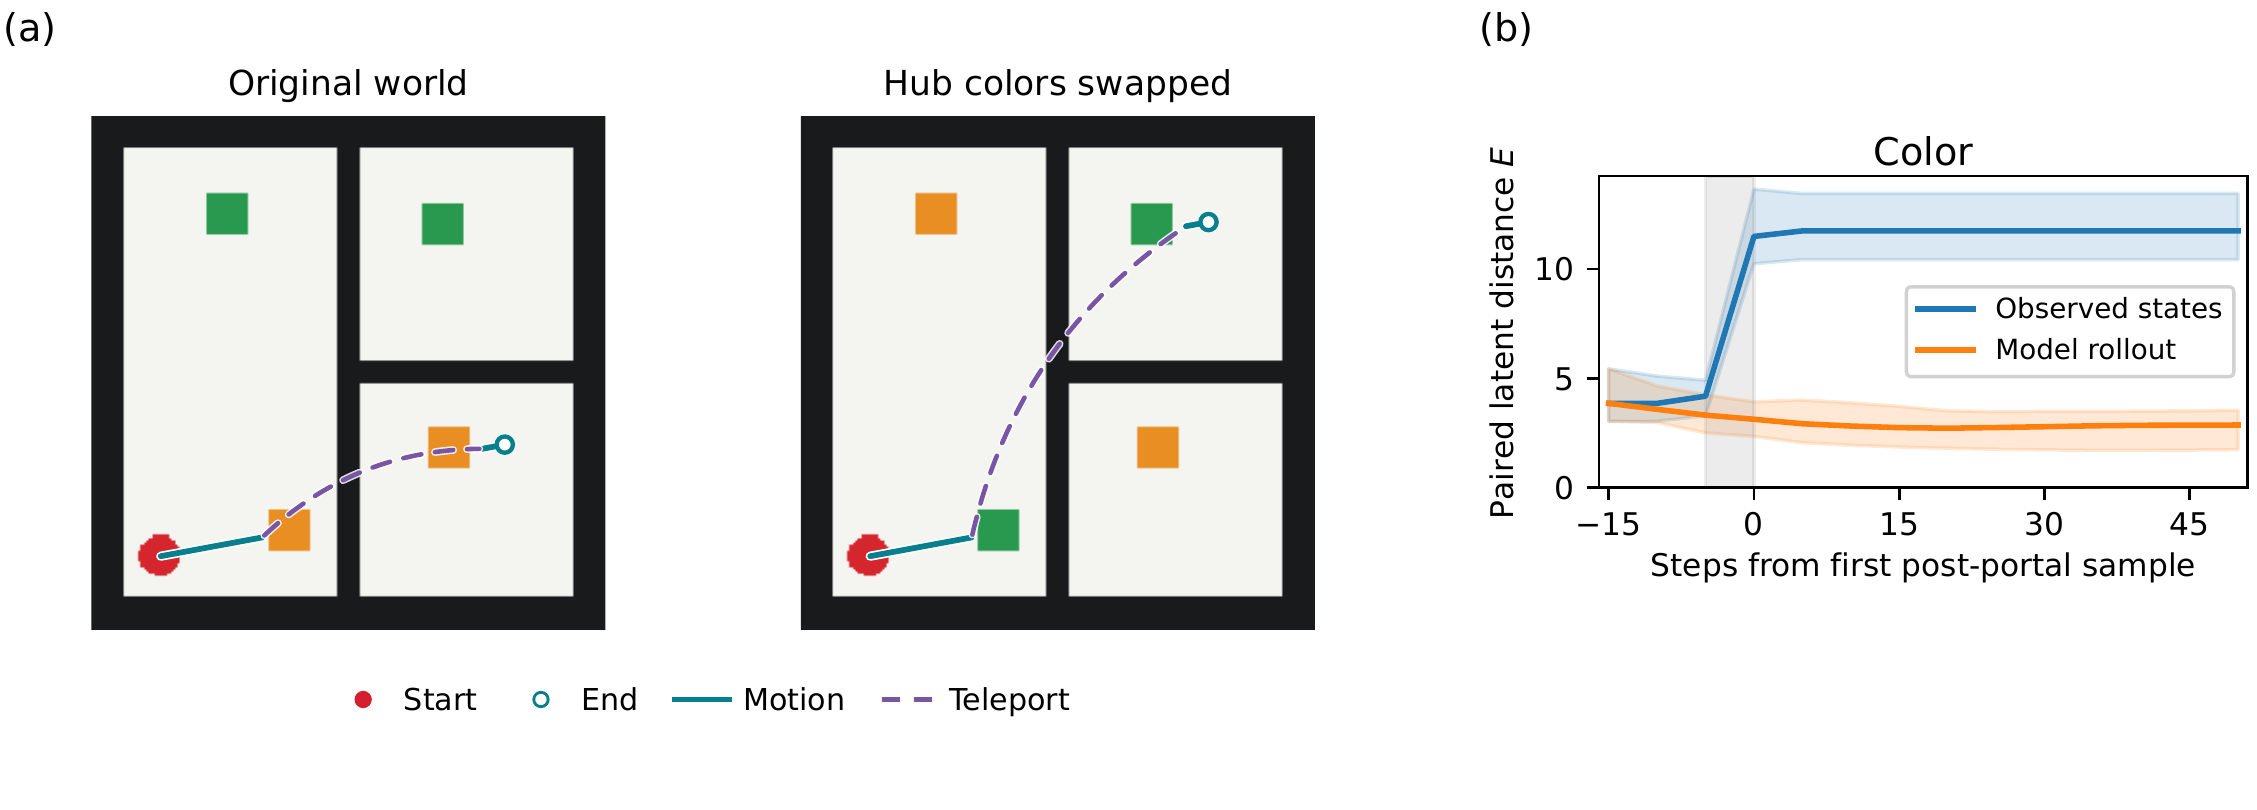 (a)
Original world
Hub colors swapped
Start
End
Motion
Teleport
(b)
Color
Paired latent distance E
10
5
0
Observed states
Model rollout
−15
0
15
30
45
Steps from first post-portal sample